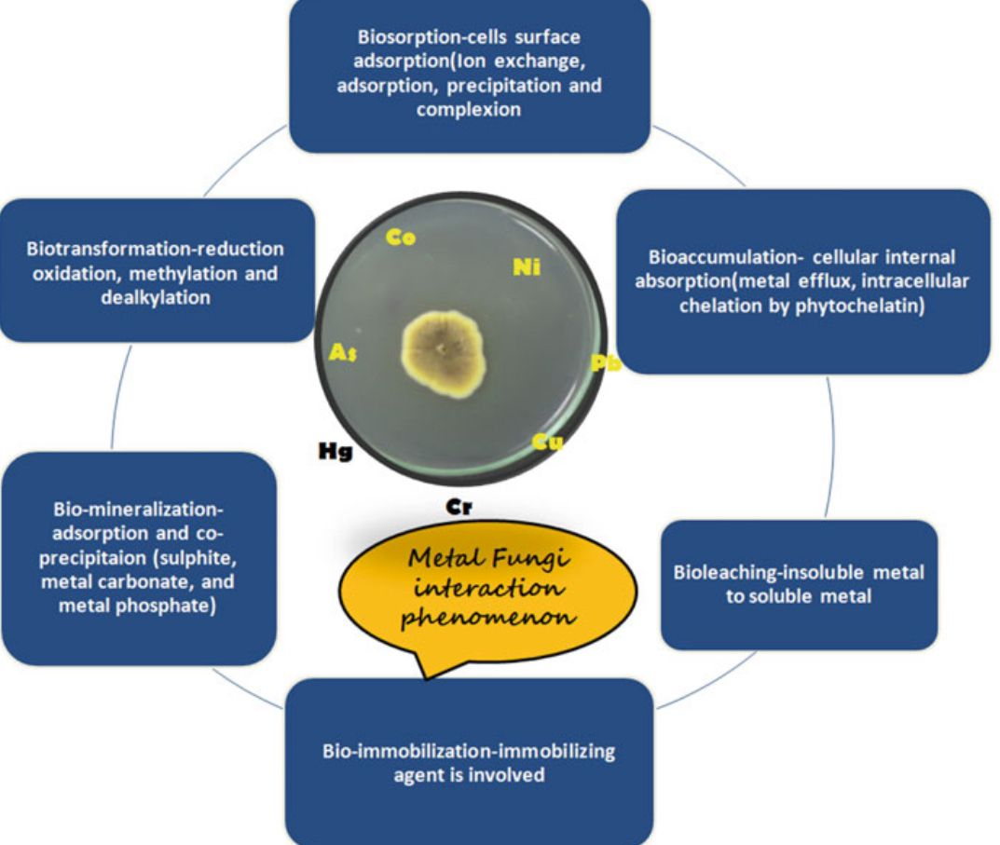 Biosorption-cells surface
adsorption(Ion exchange,
adsorption, precipitation and
complexion
Bioaccumulation- cellular internal
absorption(metal efflux, intracellular
chelation by phytochelatin)
Bioleaching-insoluble metal
to soluble metal
Bio-immobilization-immobilizing
agent is involved
Bio-mineralization-
adsorption and co-
precipitaion (sulphite,
metal carbonate, and
metal phosphate)
Biotransformation-reduction
oxidation, methylation and
dealkylation
Co
Ni
As
Pb
Cu
Hg
Cr
Metal Fungi
interaction
phenomenon